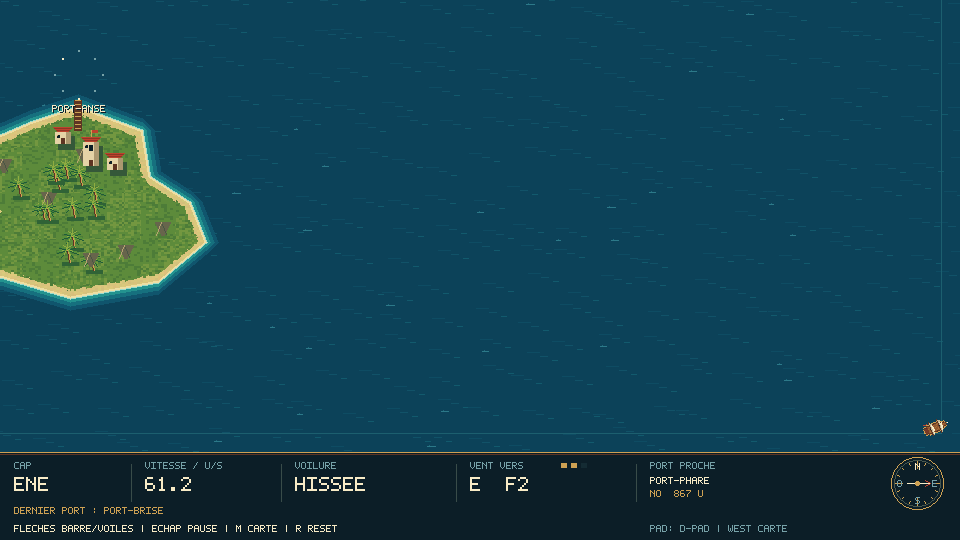 PORT-ANSE
CAP
ENE
VITESSE / U/S
61.2
VOILURE
HISSEE
VENT VERS
E F2
PORT PROCHE
PORT-PHARE
NO 867 U
N
O
E
S
DERNIER PORT : PORT-BRISE
FLECHES BARRE/VOILES | ECHAP PAUSE | M CARTE | R RESET
PAD: D-PAD | WEST CARTE